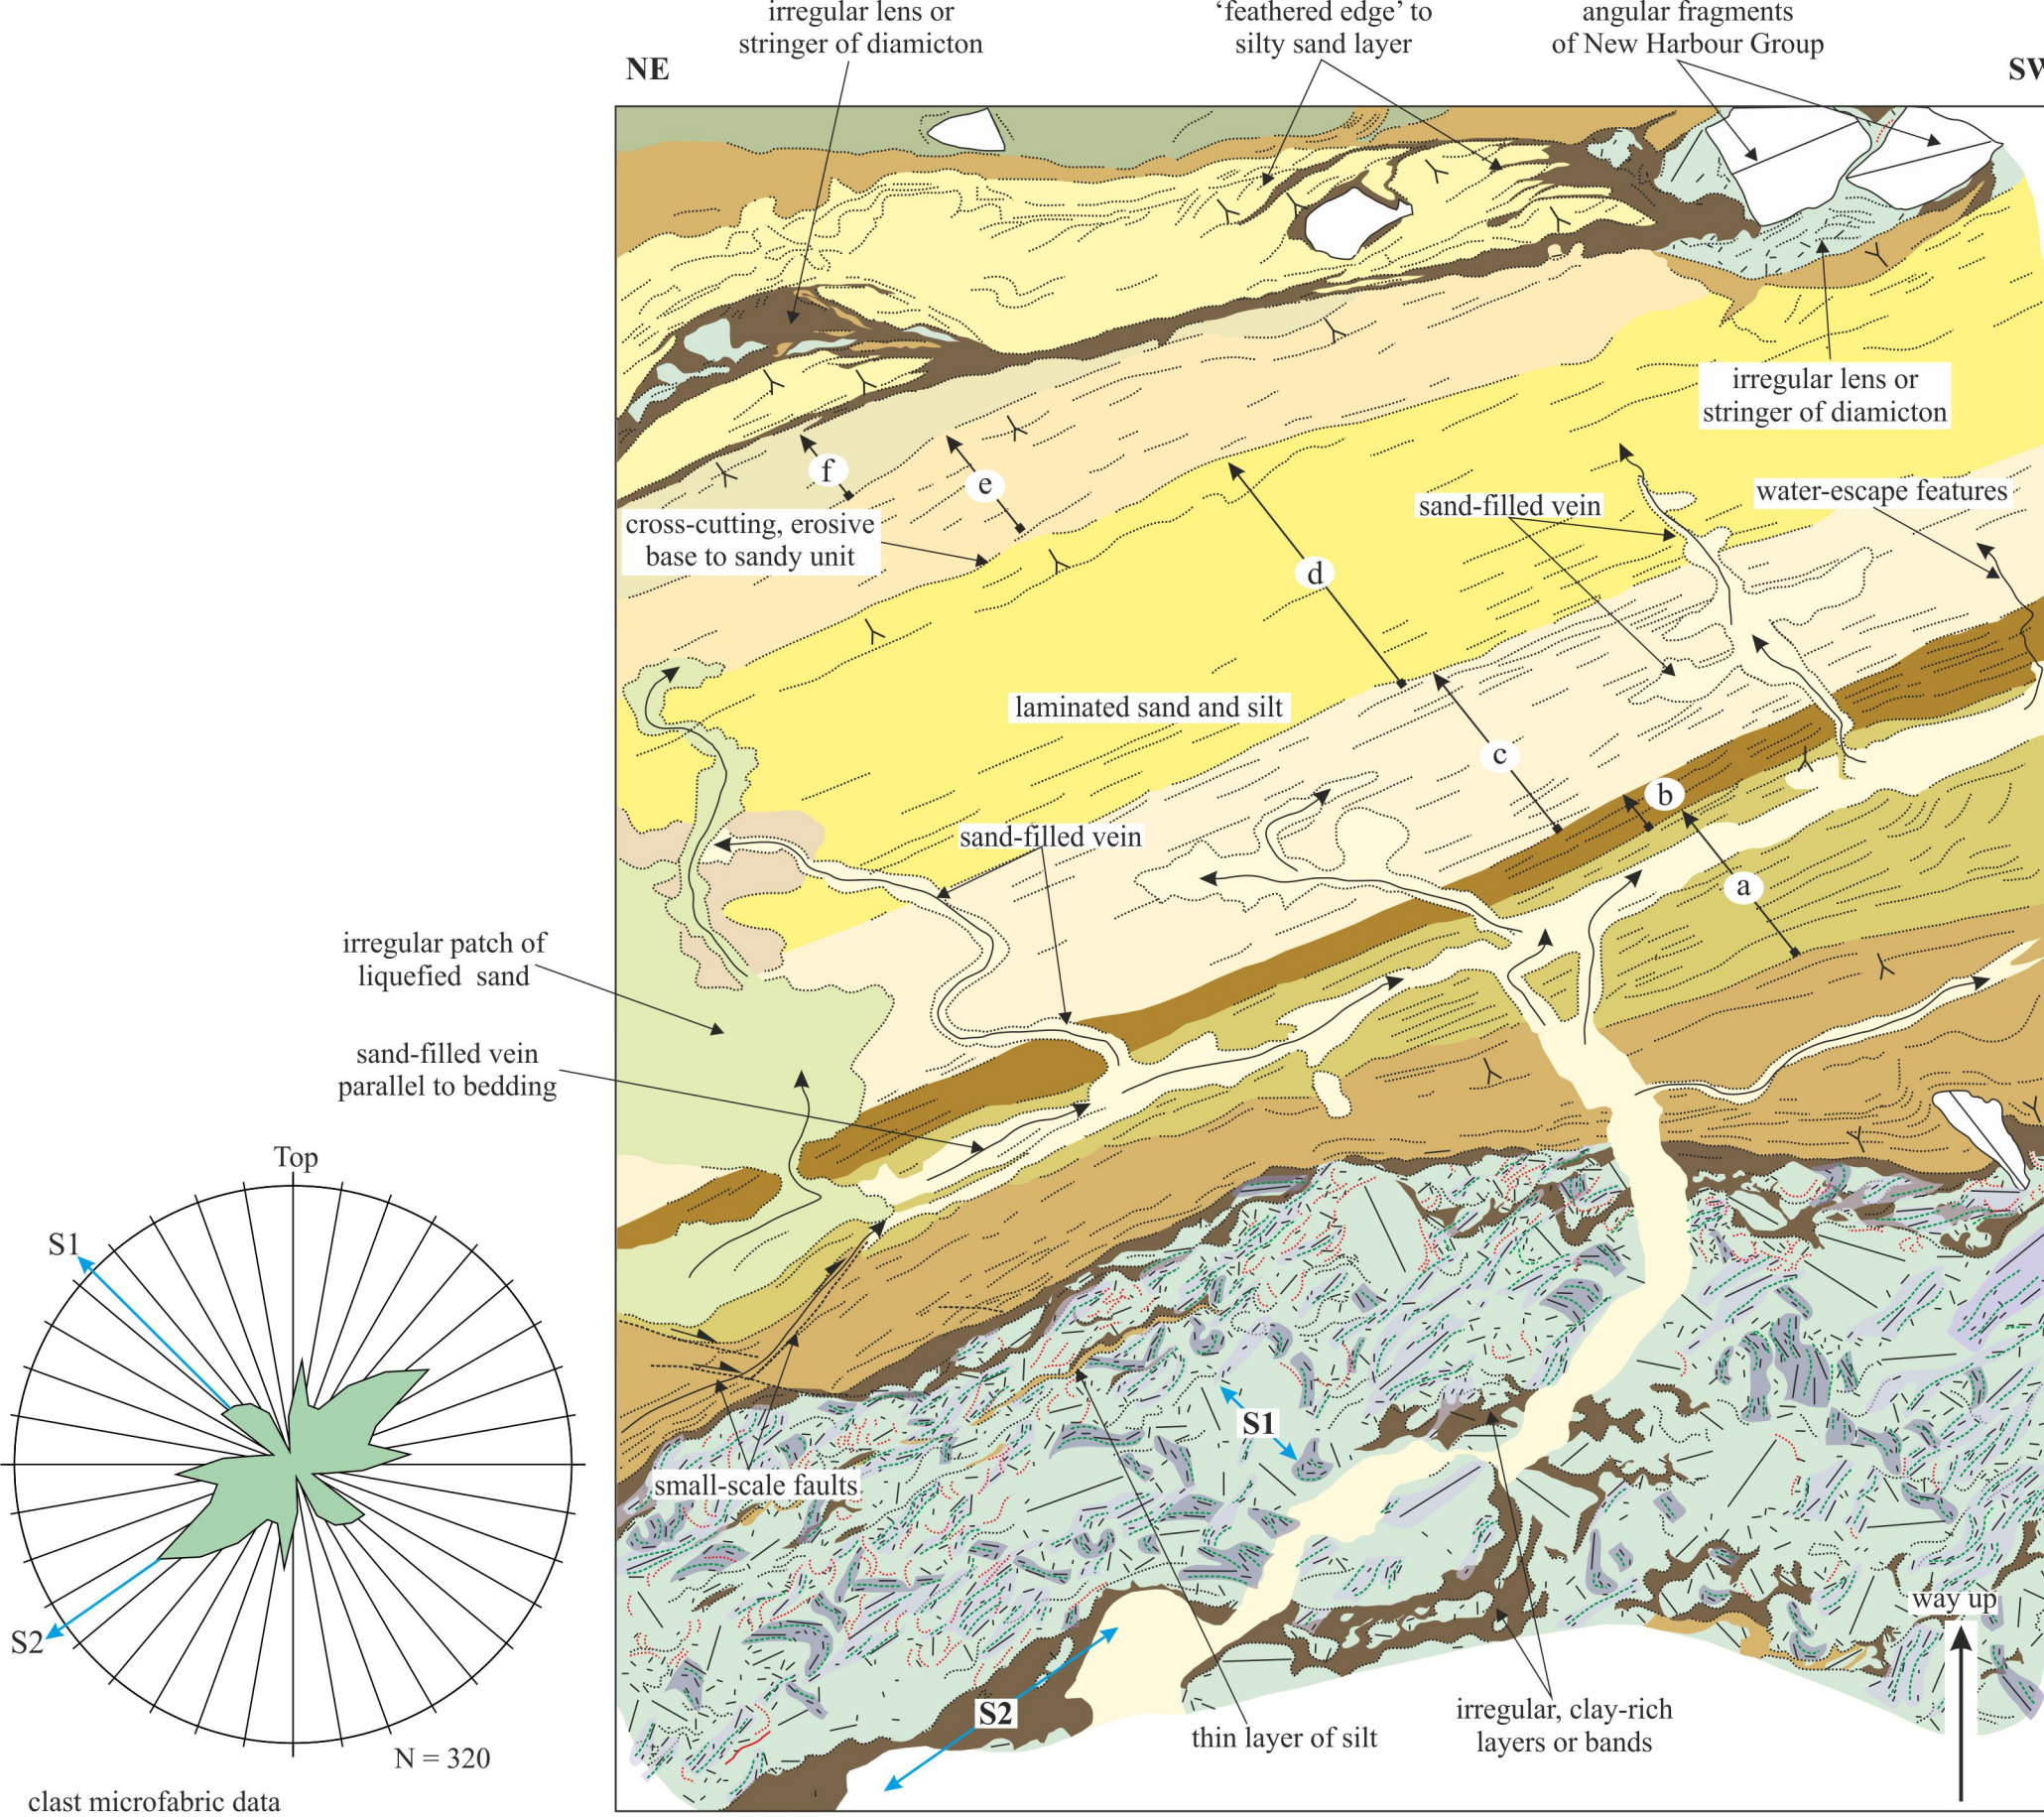 irregular lens or
stringer of diamicton
‘feathered edge’ to
silty sand layer
angular fragments
of New Harbour Group
NE
SW
irregular lens or
stringer of diamicton
f
e
cross-cutting, erosive
base to sandy unit
sand-filled vein
water-escape features
d
laminated sand and silt
c
b
sand-filled vein
a
irregular patch of
liquefied sand
sand-filled vein
parallel to bedding
Top
S1
S2
N = 320
clast microfabric data
S1
small-scale faults
S2
thin layer of silt
irregular, clay-rich
layers or bands
way up